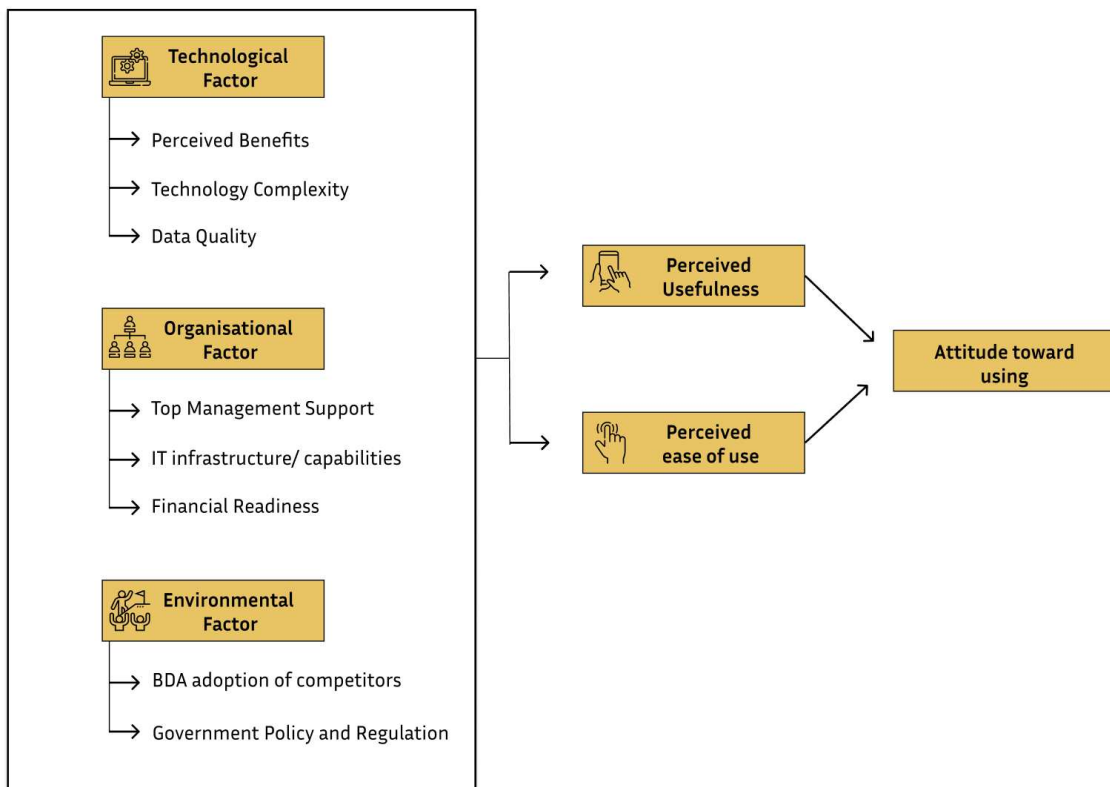 Technological
Factor
Perceived Benefits
Technology Complexity
Data Quality
Organisational
Factor
Top Management Support
IT infrastructure/ capabilities
Financial Readiness
Environmental
Factor
BDA adoption of competitors
Government Policy and Regulation
Perceived
Usefulness
Perceived
ease of use
Attitude toward
using